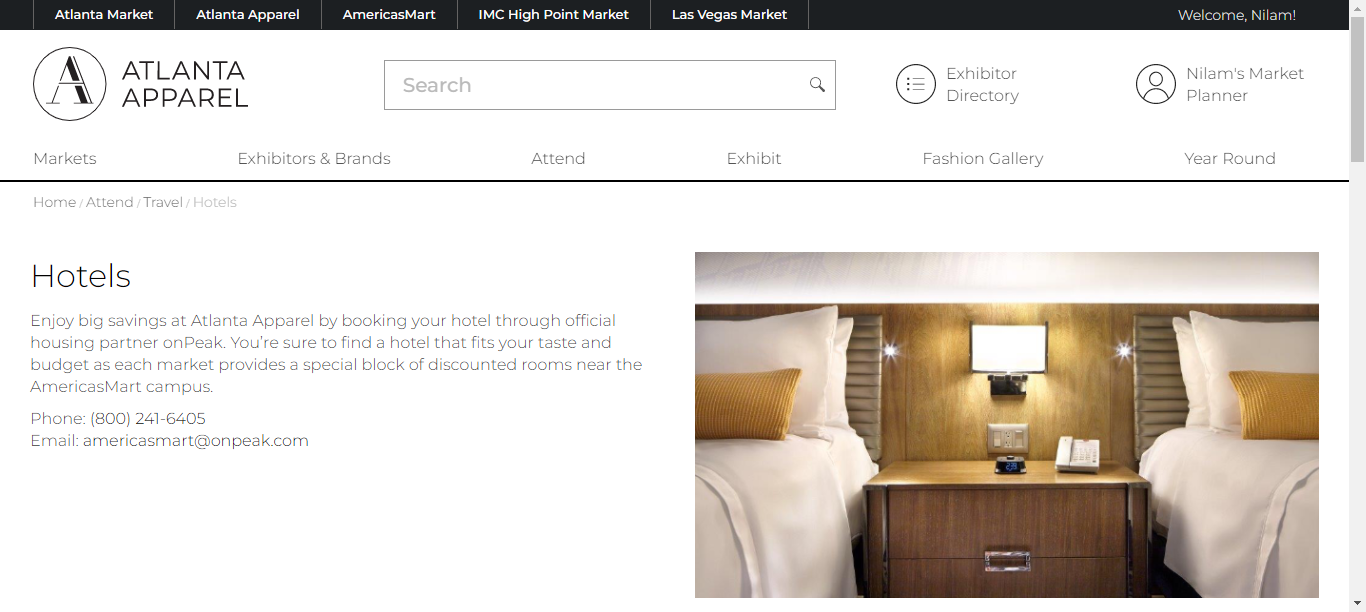 Atlanta Market Atlanta Apparel AmericasMart IMC High Point Market Las Vegas Market Welcome, Nilam!
ATLANTA
APPAREL
Search
Exhibitor
Directory
Nilam's Market
Planner
Markets Exhibitors & Brands Attend Exhibit Fashion Gallery Year Round
Home / Attend / Travel / Hotels
Hotels
Enjoy big savings at Atlanta Apparel by booking your hotel through official
housing partner onPeak. You're sure to find a hotel that fits your taste and
budget as each market provides a special block of discounted rooms near the
AmericasMart campus.
Phone: (800) 241-6405
Email: americasmart@onpeak.com